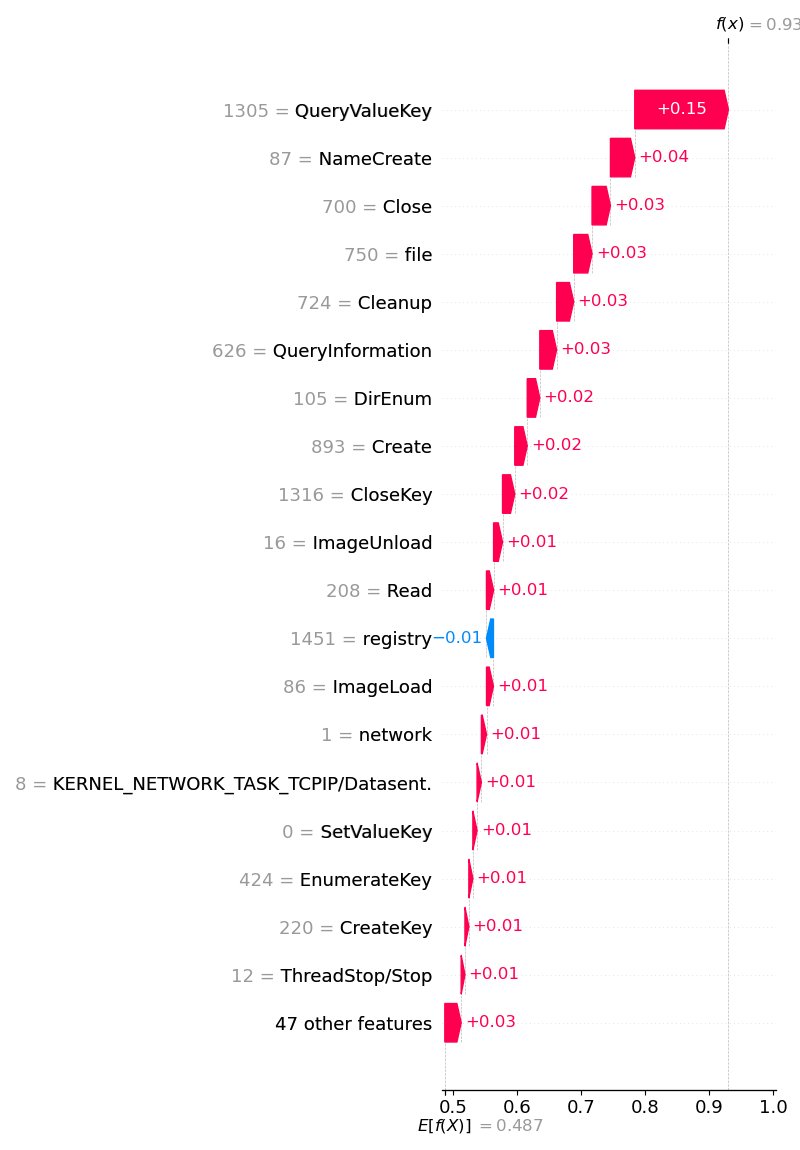 f(x) = 0.93
1305 = QueryValueKey +0.15
87 = NameCreate +0.04
700 = Close +0.03
750 = file +0.03
724 = Cleanup +0.03
626 = QueryInformation +0.03
105 = DirEnum +0.02
893 = Create +0.02
1316 = CloseKey +0.02
16 = ImageUnload +0.01
208 = Read +0.01
1451 = registry −0.01
86 = ImageLoad +0.01
1 = network +0.01
8 = KERNEL_NETWORK_TASK_TCPIP/Datasent. +0.01
0 = SetValueKey +0.01
424 = EnumerateKey +0.01
220 = CreateKey +0.01
12 = ThreadStop/Stop +0.01
47 other features +0.03
0.5 0.6 0.7 0.8 0.9 1.0
E[f(X)] = 0.487